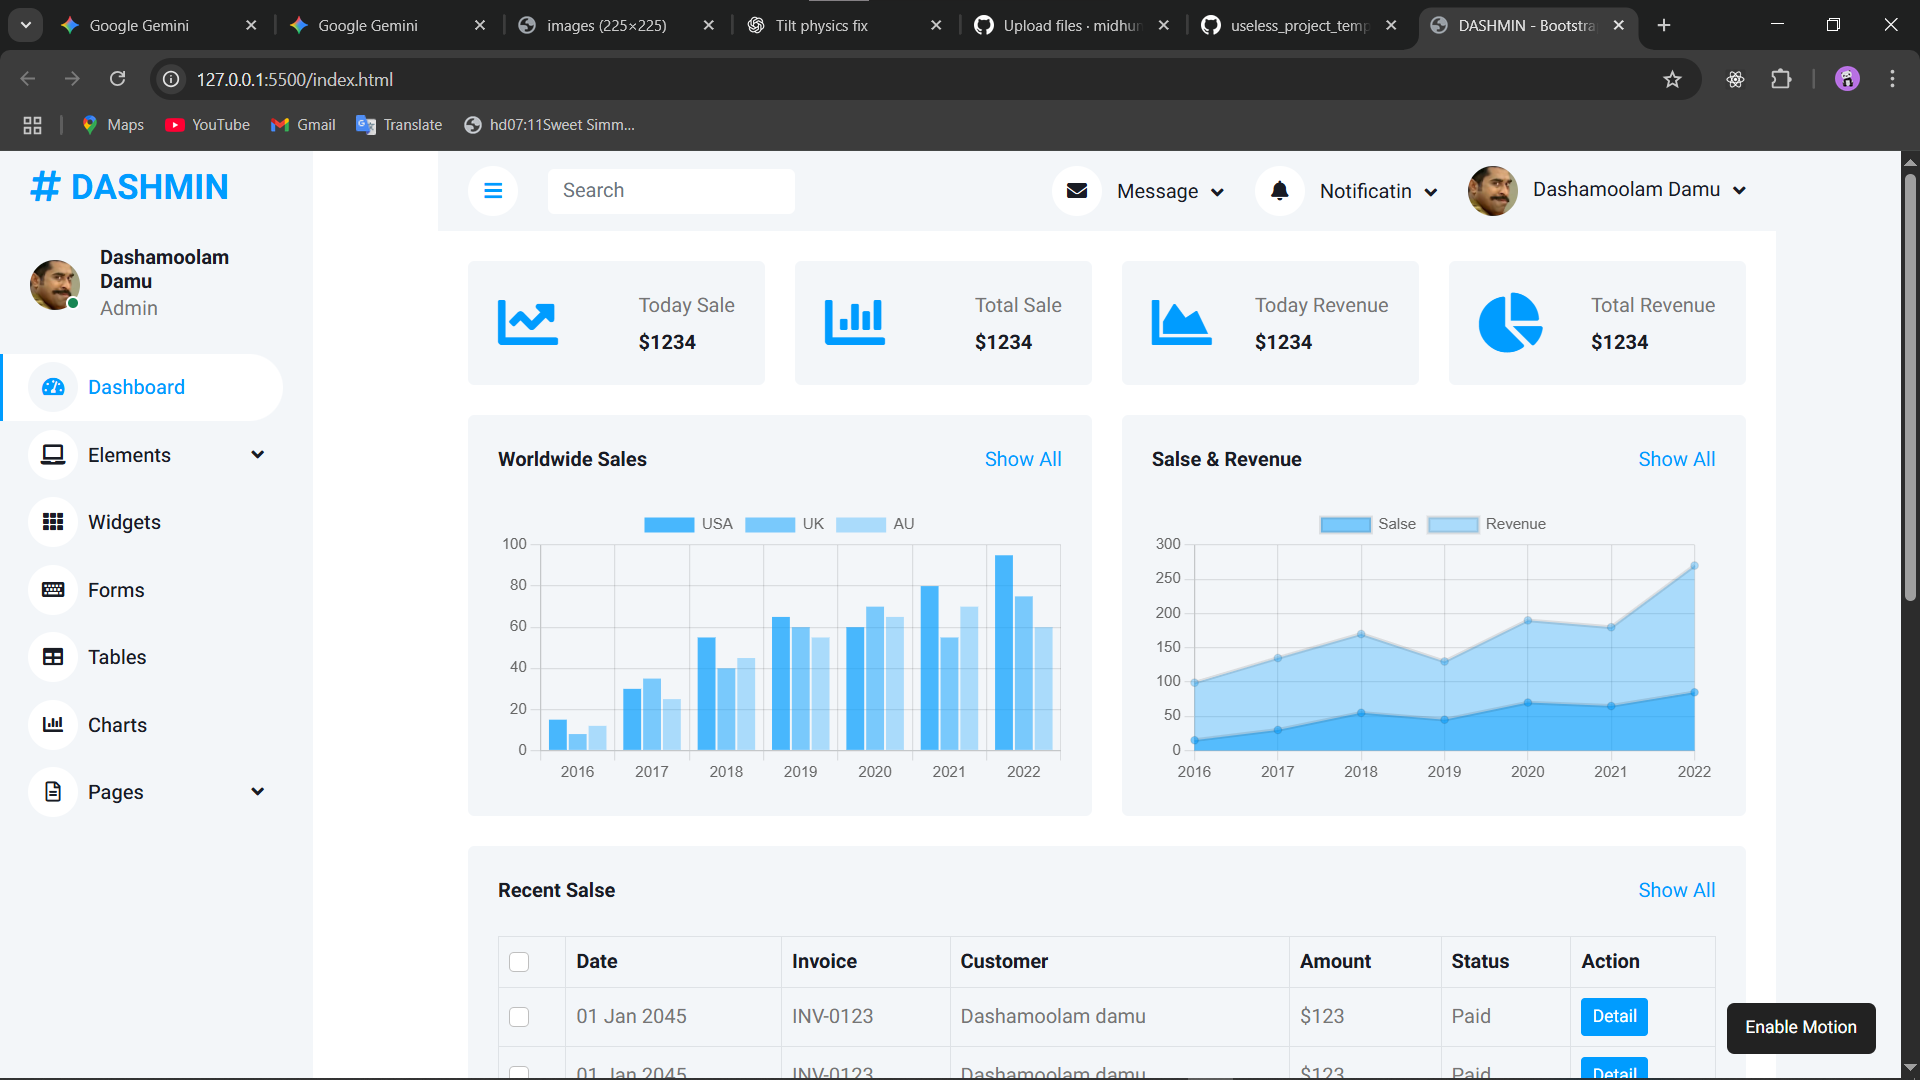 Google Gemini
Google Gemini
images (225×225)
Tilt physics fix
Upload files · midhun
useless_project_temp
DASHMIN - Bootstra
127.0.0.1:5500/index.html
Maps
YouTube
Gmail
Translate
hd07:11Sweet Simm...
# DASHMIN
Search
Message
Notificatin
Dashamoolam Damu
Dashamoolam
Damu
Admin
Dashboard
Elements
Widgets
Forms
Tables
Charts
Pages
Today Sale
$1234
Total Sale
$1234
Today Revenue
$1234
Total Revenue
$1234
Worldwide Sales
Show All
USA UK AU
100
80
60
40
20
0
2016 2017 2018 2019 2020 2021 2022
Salse & Revenue
Show All
Salse Revenue
300
250
200
150
100
50
0
2016 2017 2018 2019 2020 2021 2022
Recent Salse
Show All
Date Invoice Customer Amount Status Action
01 Jan 2045 INV-0123 Dashamoolam damu $123 Paid Detail
01 Jan 2045 INV-0123 Dashamoolam damu $123 Paid Detail
Enable Motion